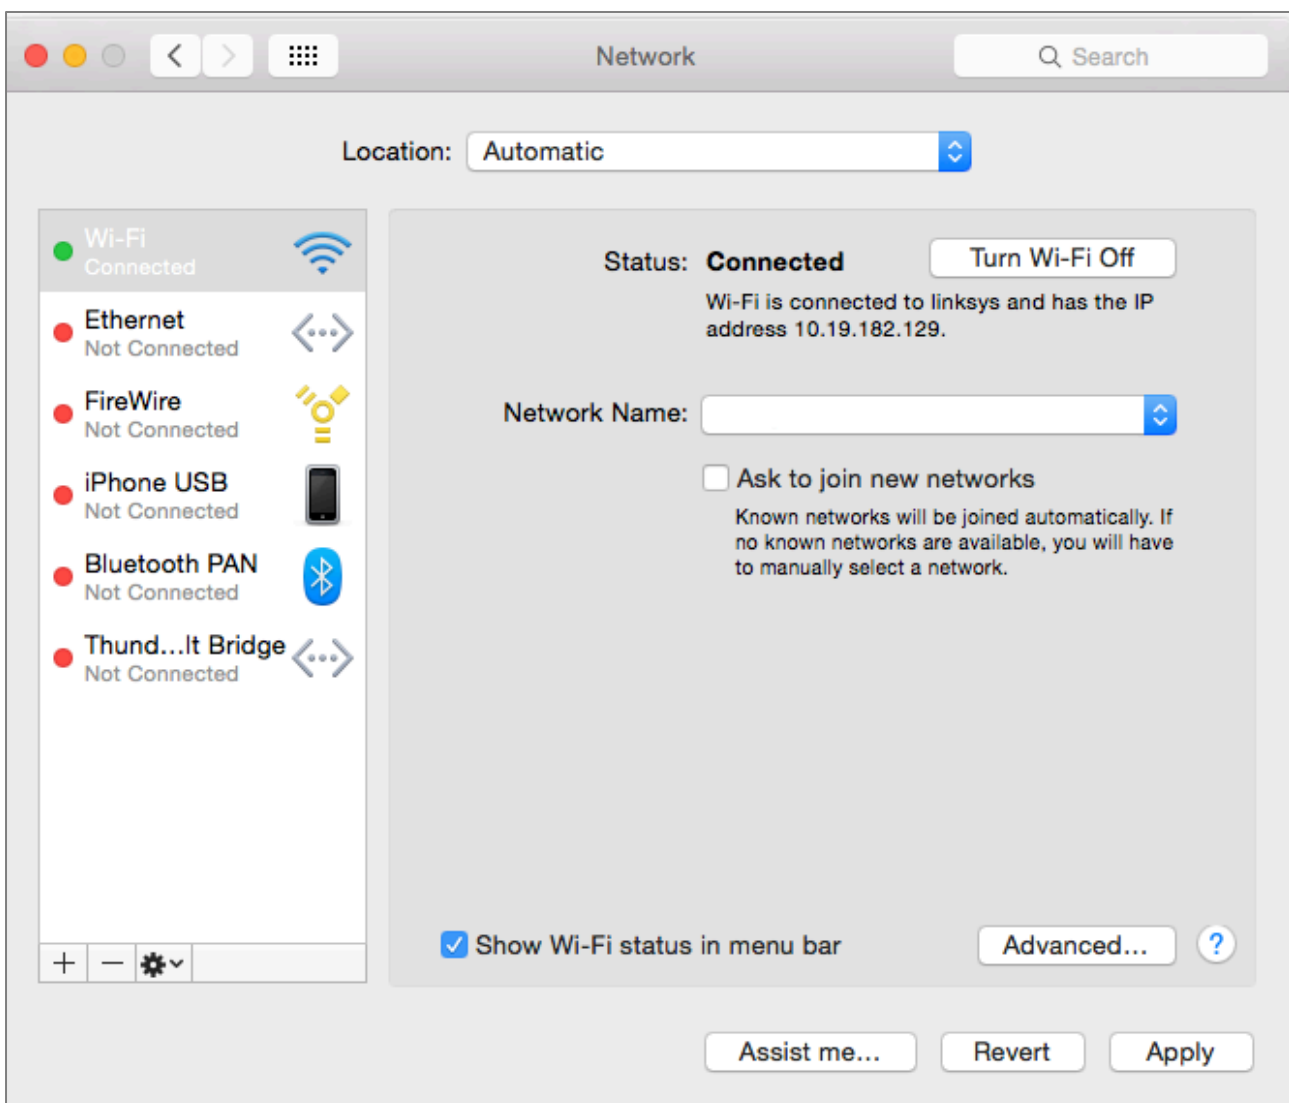 Network
Search
Location: Automatic
Wi-Fi
Connected
Ethernet
Not Connected
FireWire
Not Connected
iPhone USB
Not Connected
Bluetooth PAN
Not Connected
Thund...lt Bridge
Not Connected
Status: Connected
Turn Wi-Fi Off
Wi-Fi is connected to linksys and has the IP
address 10.19.182.129.
Network Name:
Ask to join new networks
Known networks will be joined automatically. If
no known networks are available, you will have
to manually select a network.
Show Wi-Fi status in menu bar
Advanced...
?
Assist me...
Revert
Apply